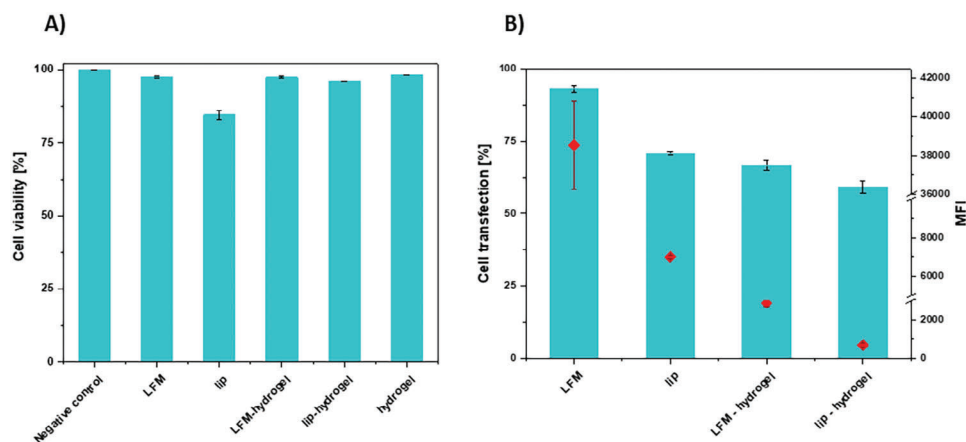 A)
Cell viability [%]
100
75
50
25
0
Negative control
LFM
lip
LFM-hydrogel
lip-hydrogel
hydrogel
B)
Cell transfection [%]
100
75
50
25
0
LFM
lip
LFM - hydrogel
lip - hydrogel
42000
40000
38000
36000
8000
6000
2000
0
MFI